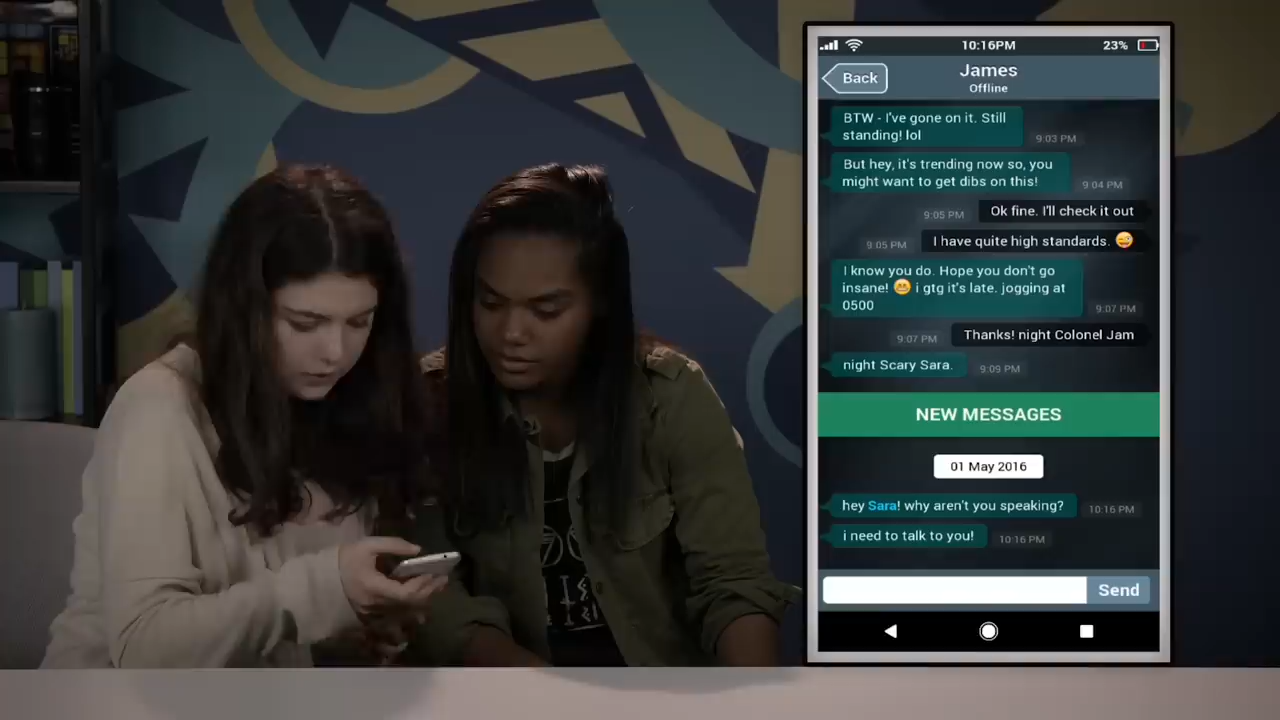 10:16PM
23%
Back
James
Offline
BTW - I've gone on it. Still
standing! lol
9:03 PM
But hey, it's trending now so, you
might want to get dibs on this!
9:04 PM
9:05 PM
Ok fine. I'll check it out
9:05 PM
I have quite high standards. 😜
I know you do. Hope you don't go
insane! 😁 i gtg it's late. jogging at
0500
9:07 PM
9:07 PM
Thanks! night Colonel Jam
night Scary Sara.
9:09 PM
NEW MESSAGES
01 May 2016
hey Sara! why aren't you speaking?
10:16 PM
i need to talk to you!
10:16 PM
Send